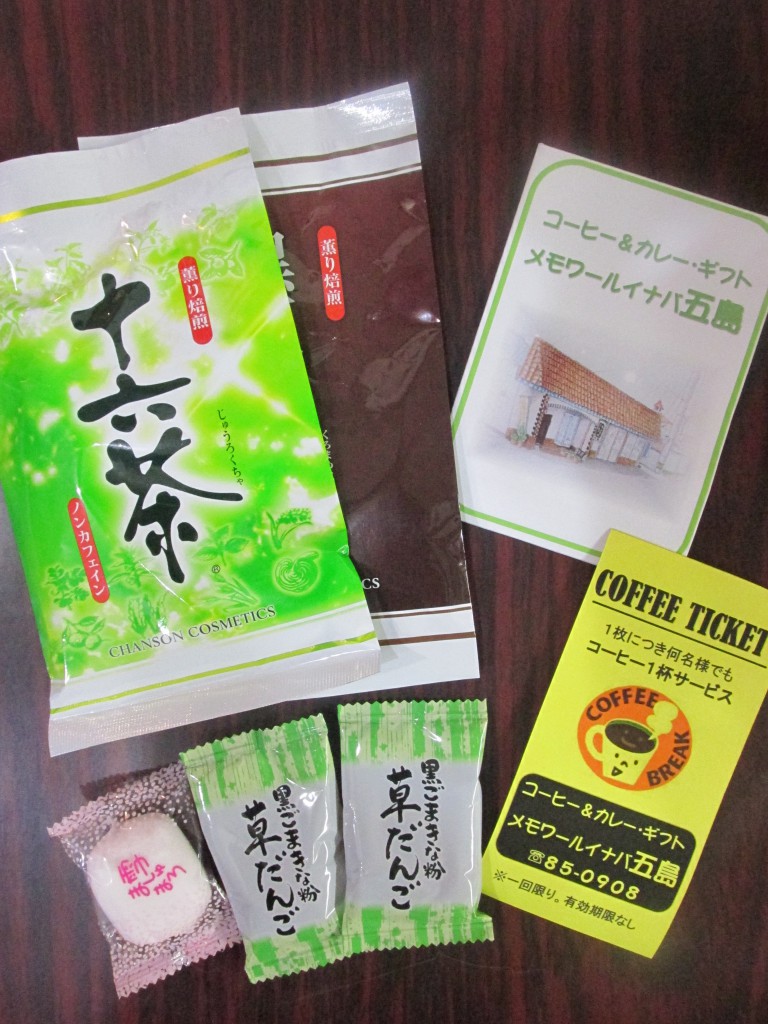 薫り焙煎
十六茶
じゅうろくちゃ
ノンカフェイン
®
CHANSON COSMETICS
薫り焙煎
CS
コーヒー&カレー・ギフト
メモワールイナバ五島
COFFEE TICKET
1枚につき何名様でも
コーヒー1杯サービス
COFFEE
BREAK
コーヒー&カレー・ギフト
メモワールイナバ五島
☏85-0908
※一回限り。有効期限なし
黒ごまきな粉
草だんご
黒ごまきな粉
草だんご
まんじゅう